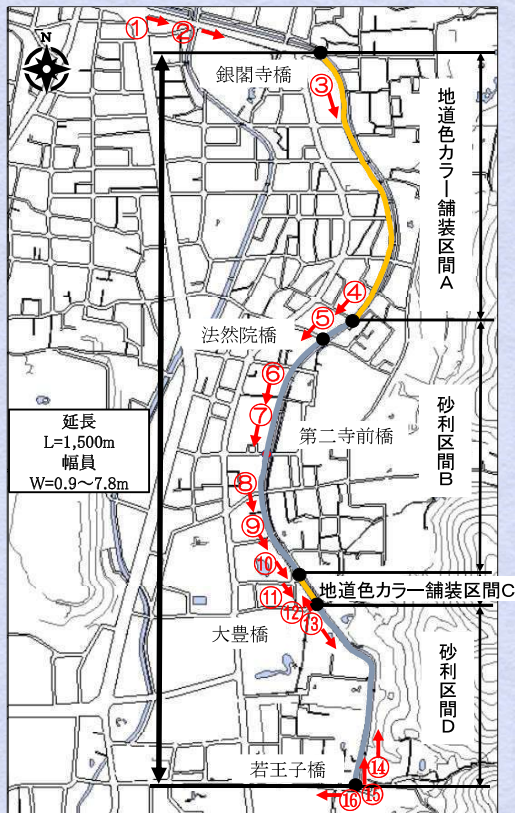 ① ②
N
銀閣寺橋
③
地道色カラー舗装区間A
④
⑤
法然院橋
⑥
⑦
第二寺前橋
砂利区間B
延長
L=1,500m
幅員
W=0.9～7.8m
⑧
⑨
⑩
地道色カラー舗装区間C
⑪
⑫
⑬
大豊橋
砂利区間D
若王子橋
⑭
⑯ ⑮